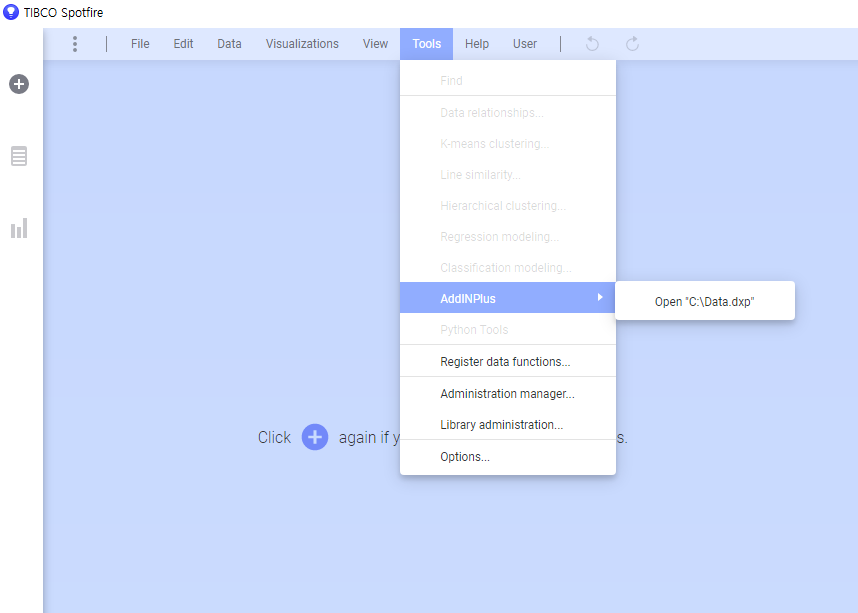 TIBCO Spotfire
File Edit Data Visualizations View Tools Help User
Find
Data relationships...
K-means clustering...
Line similarity...
Hierarchical clustering...
Regression modeling...
Classification modeling...
AddINPlus
Open "C:\Data.dxp"
Python Tools
Register data functions...
Administration manager...
Library administration...
Options...
Click again if y s.